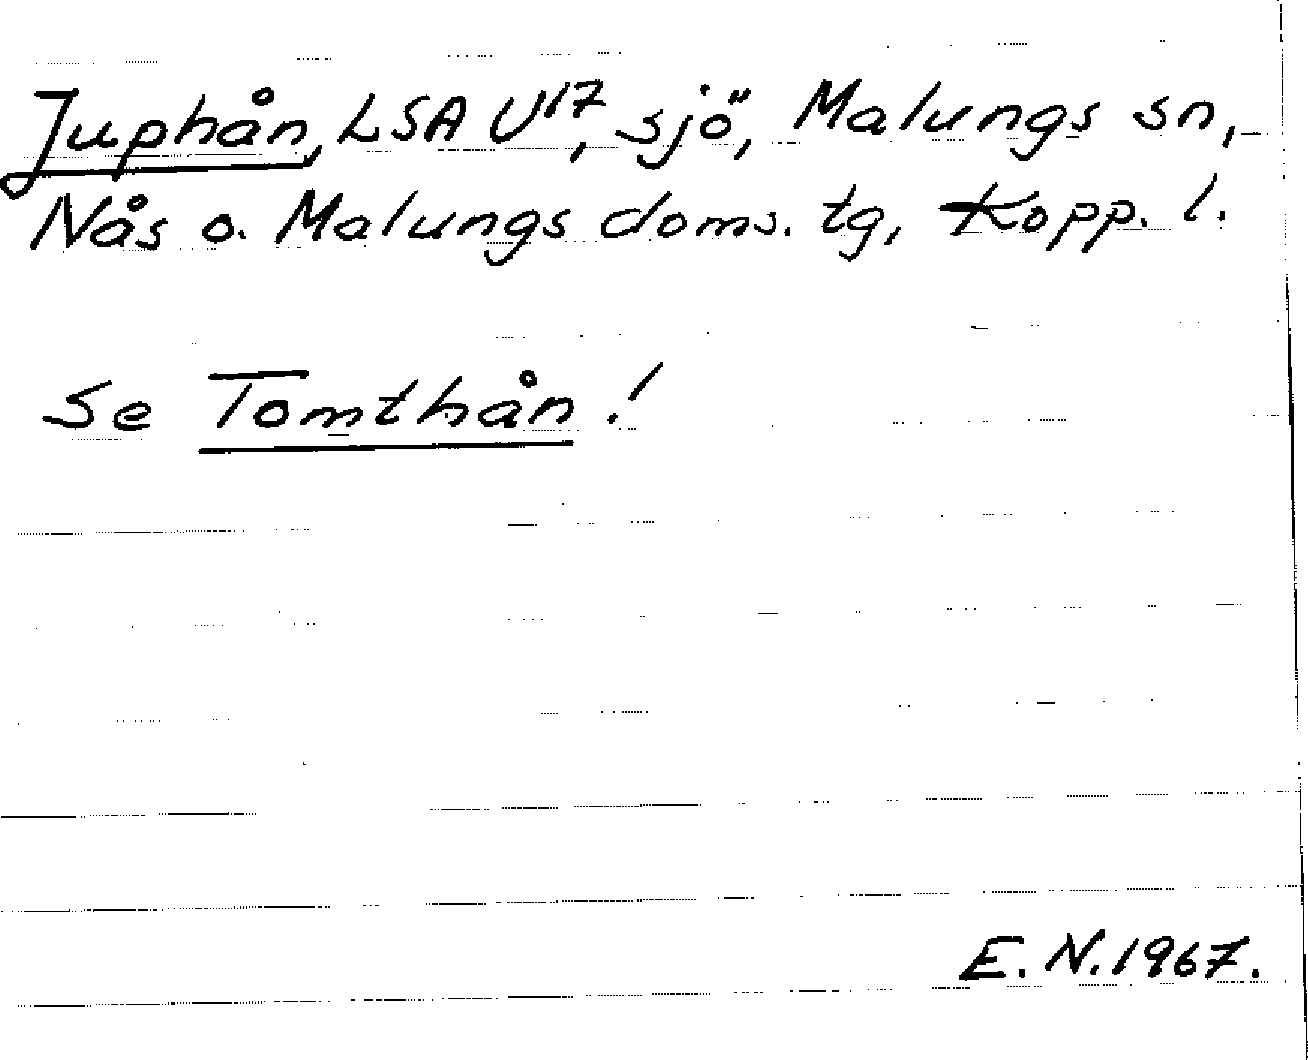 Juphån, LSA U17, sjö, Malungs sn,
Nås o. Malungs doms. tg, Kopp. l.
Se Tomthån!
E. N. 1967.